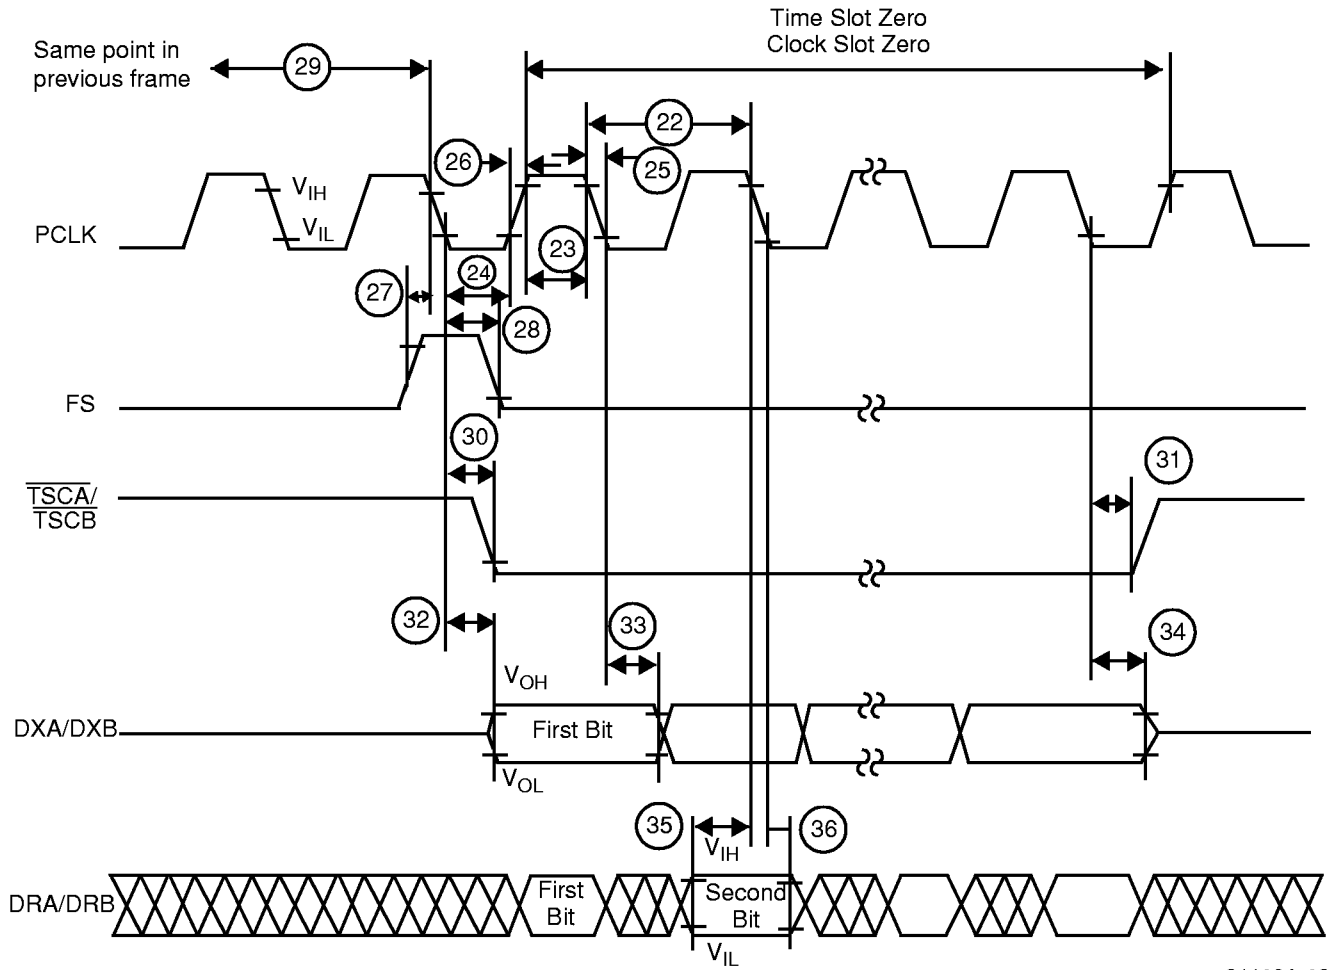 Time Slot Zero
Clock Slot Zero
Same point in
previous frame
29
22
26
25
VIH
VIL
PCLK
23
24
27
28
FS
30
31
TSCA/
TSCB
32
33
34
VOH
DXA/DXB
First Bit
VOL
35
36
VIH
DRA/DRB
First
Bit
Second
Bit
VIL